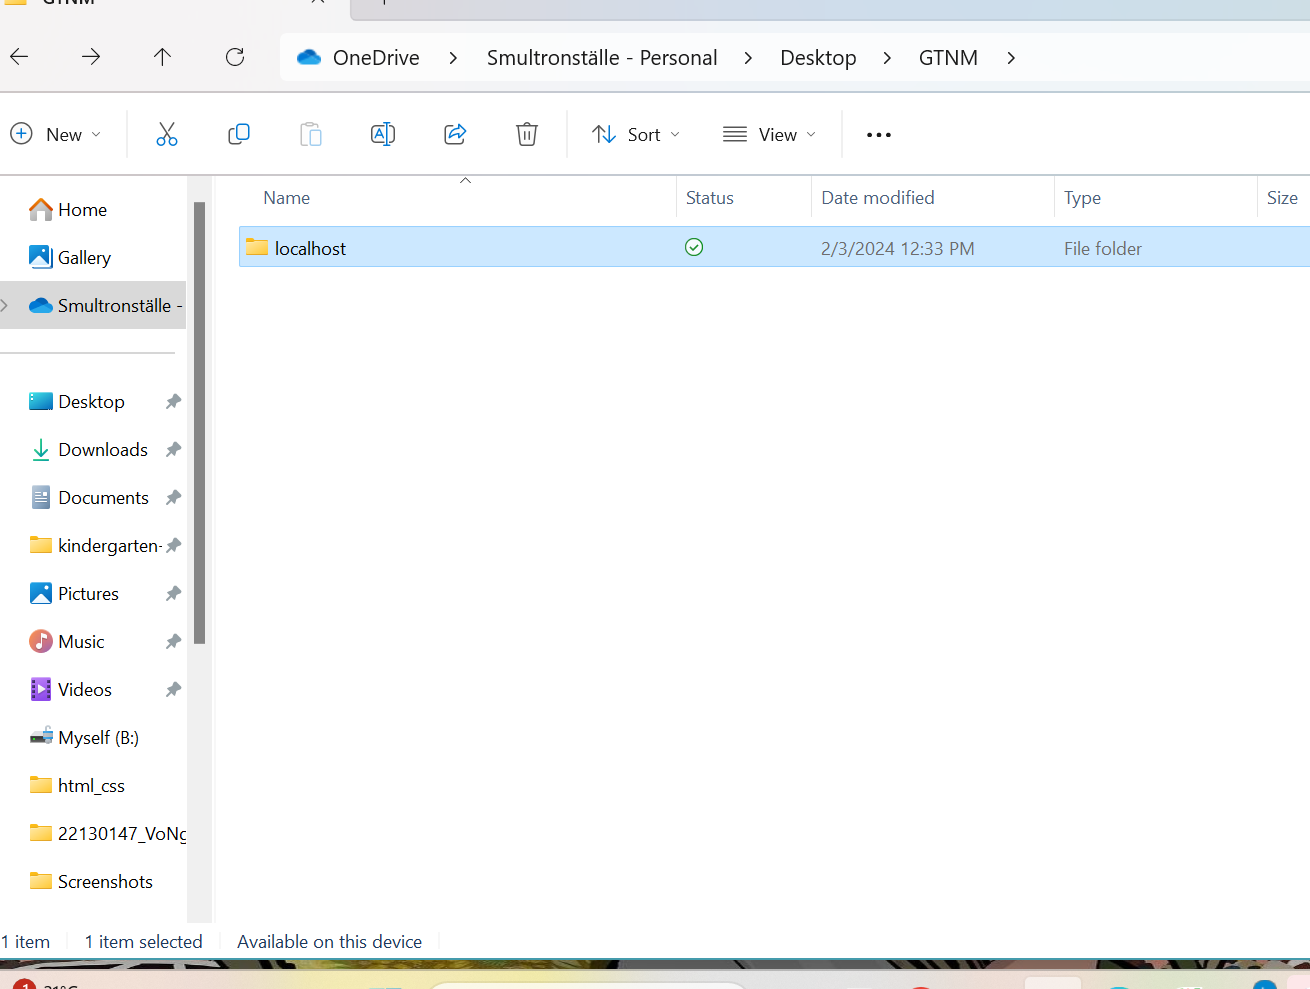 GTNM
OneDrive > Smultronställe - Personal > Desktop > GTNM >
New Sort View
Name Status Date modified Type Size
localhost 2/3/2024 12:33 PM File folder
Home
Gallery
Smultronställe -
Desktop
Downloads
Documents
kindergarten-
Pictures
Music
Videos
Myself (B:)
html_css
22130147_VoNg
Screenshots
1 item 1 item selected Available on this device